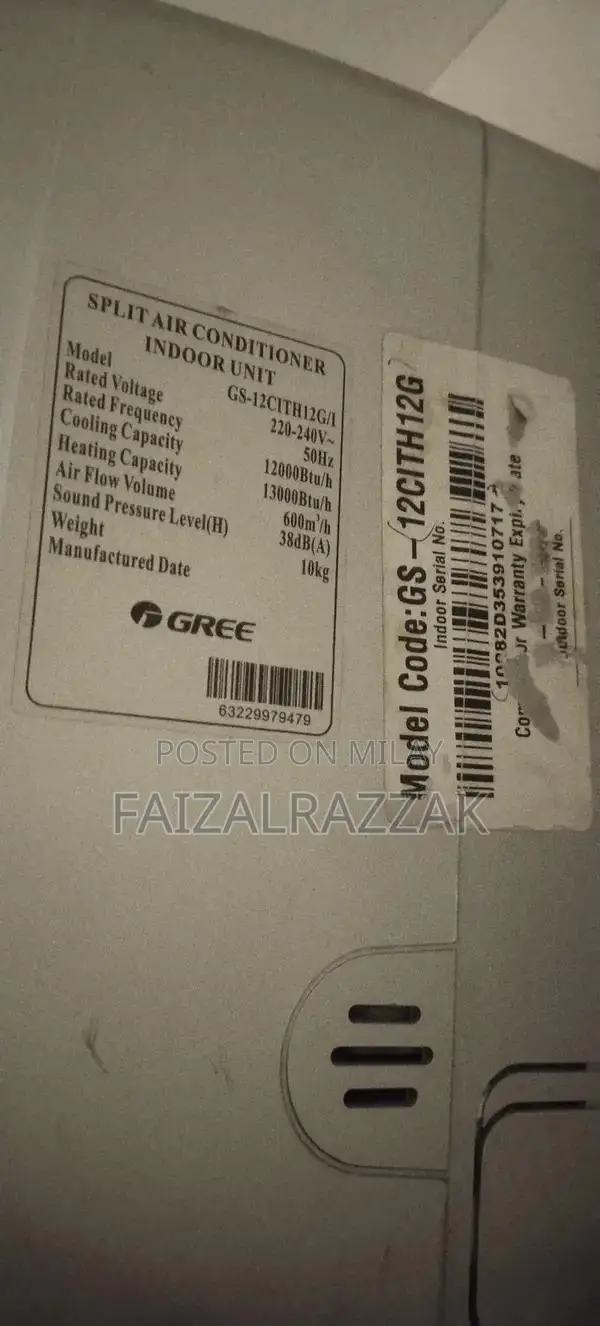 SPLIT AIR CONDITIONER
INDOOR UNIT
Model GS-12CITH12G/I
Rated Voltage 220-240V~
Rated Frequency 50Hz
Cooling Capacity 12000Btu/h
Heating Capacity 13000Btu/h
Air Flow Volume 600m³/h
Sound Pressure Level(H) 38dB(A)
Weight 10kg
Manufactured Date
GREE
63229979479
Model Code:GS-12CITH12G
Indoor Serial No.
Warranty
Serial No.
POSTED ON
FAIZALRAZZAK